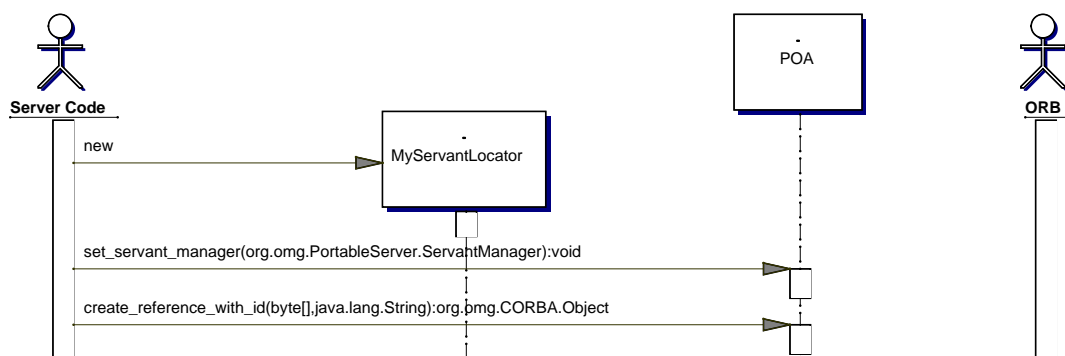 -
POA
Server Code
ORB
new
-
MyServantLocator
set_servant_manager(org.omg.PortableServer.ServantManager):void
create_reference_with_id(byte[],java.lang.String):org.omg.CORBA.Object